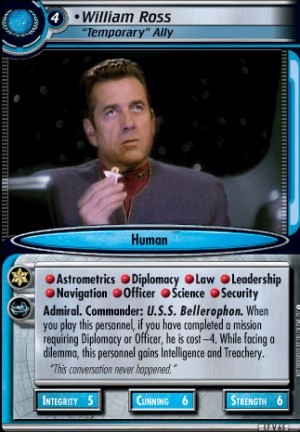 4 •William Ross
"Temporary" Ally
Human
•Astrometrics •Diplomacy •Law •Leadership
•Navigation •Officer •Science •Security
Admiral. Commander: U.S.S. Bellerophon. When
you play this personnel, if you have completed a mission
requiring Diplomacy or Officer, he is cost –4. While facing a
dilemma, this personnel gains Intelligence and Treachery.
"This conversation never happened."
INTEGRITY 5 CUNNING 6 STRENGTH 6